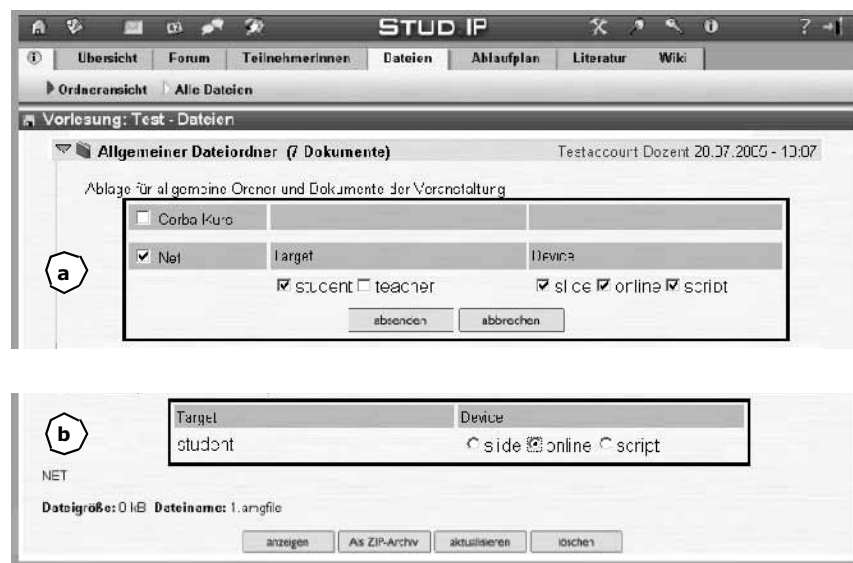 STUD.IP ?
Übersicht Forum TeilnehmerInnen Dateien Ablaufplan Literatur Wiki
Ordneransicht Alle Dateien
Vorlesung: Test - Dateien
Allgemeiner Dateiordner (7 Dokumente) Testaccount Dozent 20.07.2005 - 10:07
Ablage für allgemeine Ordner und Dokumente der Veranstaltung
Corba Kurs
a
Net Target Device
student teacher slice online script
absenden abbrechen
b
Target Device
student slide online script
NET
Dateigröße: 0 kB Dateiname: 1.amgfile
anzeigen Als ZIP-Archiv aktualisieren löschen